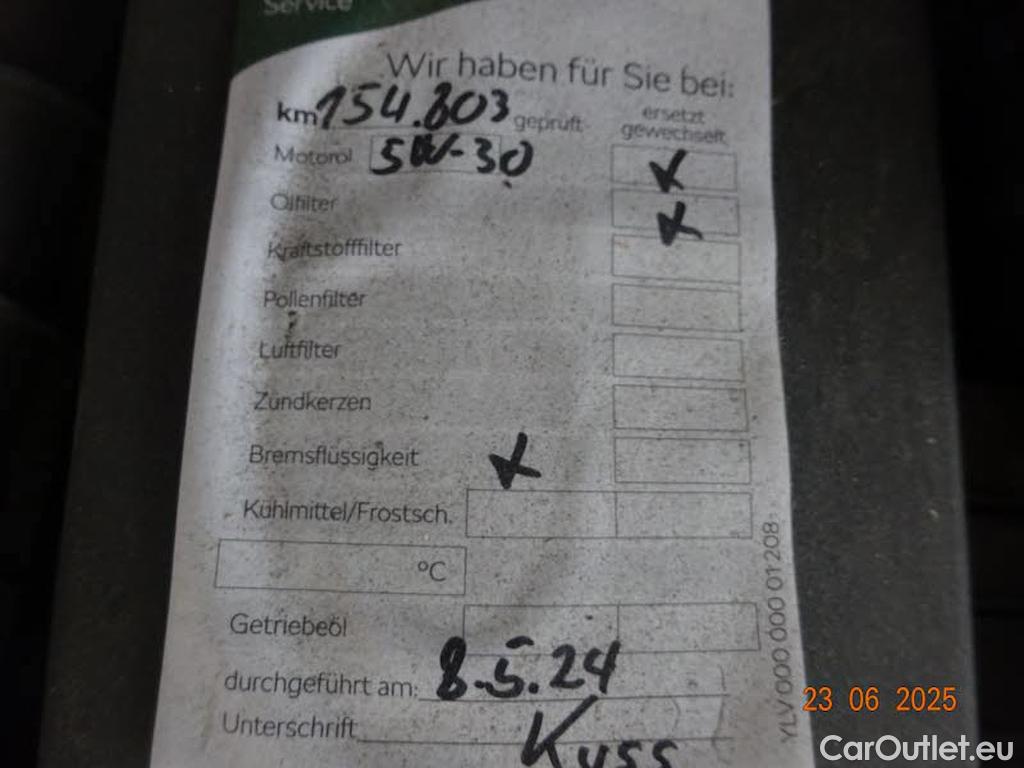 Service
Wir haben für Sie bei:
km 154.803 geprüft ersetzt
gewechselt
Motoröl 5W-30
Ölfilter
Kraftstofffilter
Pollenfilter
Luftfilter
Zündkerzen
Bremsflüssigkeit
Kühlmittel/Frostsch.
°C
Getriebeöl
durchgeführt am: 8.5.24
Unterschrift Kuss
YLV 000 000 01208
23 06 2025
CarOutlet.eu